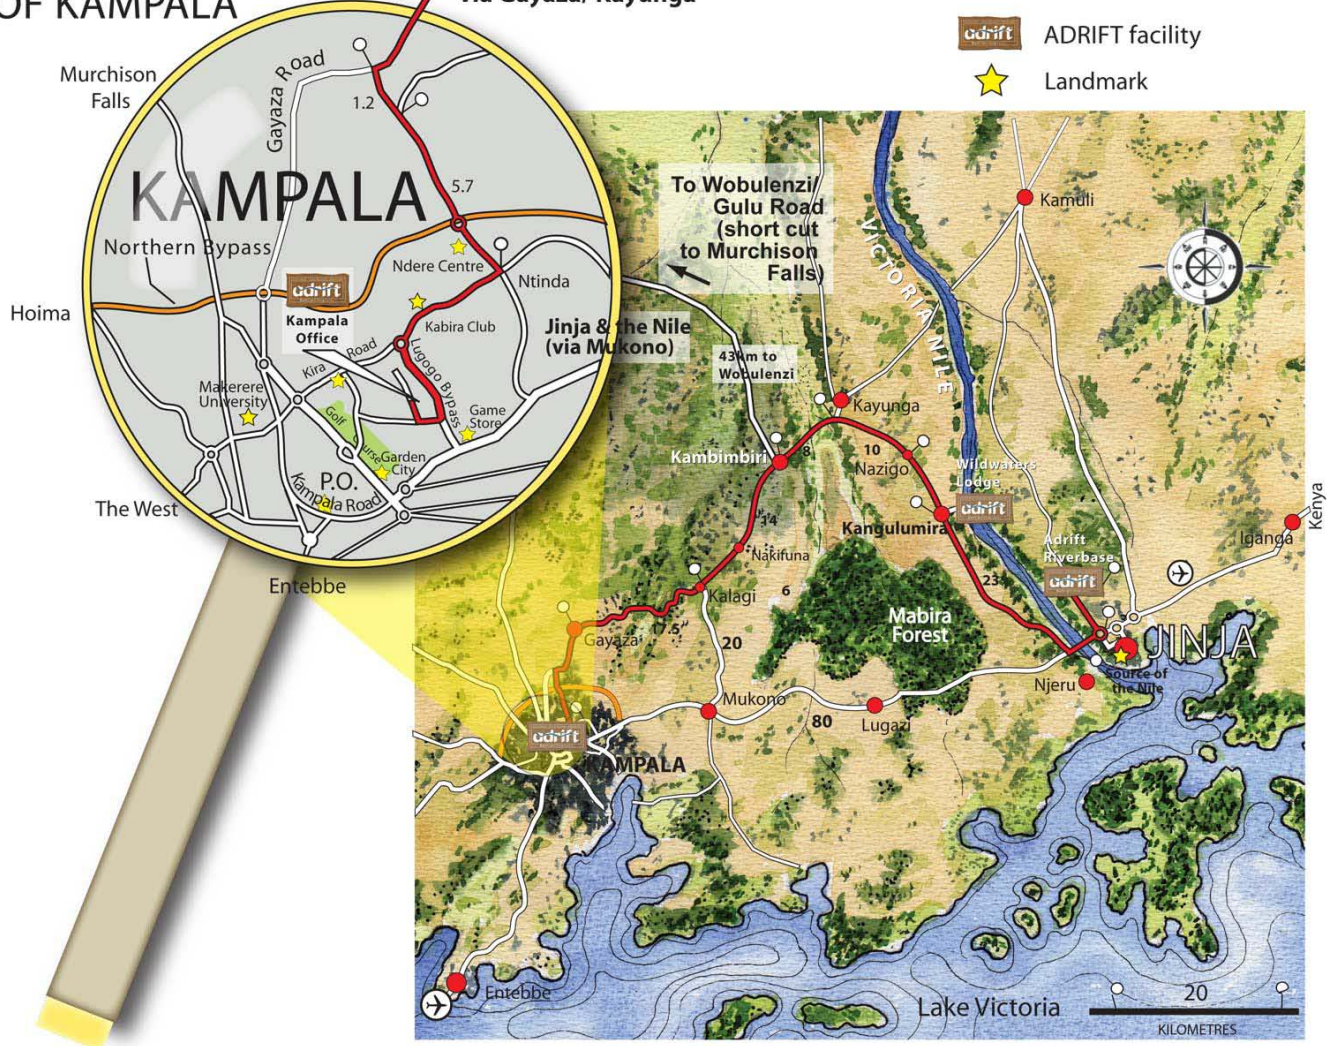 OF KAMPALA
via Gayaza/ Kayunga
adrift
ADRIFT facility
Landmark
Murchison
Falls
Gayaza Road
1.2
KAMPALA
5.7
Northern Bypass
Ndere Centre
Ntinda
Hoima
adrift
Kampala
Office
Kabira Club
Kira Road
Lugogo Bypass
Makerere
University
Golf
Course
Game
Store
Garden
City
P.O.
Kampala Road
The West
Entebbe
Jinja & the Nile
(via Mukono)
To Wobulenzi/
Gulu Road
(short cut
to Murchison
Falls)
43km to
Wobulenzi
VICTORIA NILE
Kamuli
Kayunga
Kambimbiri
8
10
Nazigo
Wildwaters
Lodge
adrift
Kangulumira
14
Nakifuna
Kalagi
6
Mabira
Forest
23
Adrift
Riverbase
adrift
Iganga
Kenya
Gayaza
17.5
20
JINJA
Source of
the Nile
Njeru
Mukono
80
Lugazi
adrift
KAMPALA
Entebbe
Lake Victoria
20
KILOMETRES